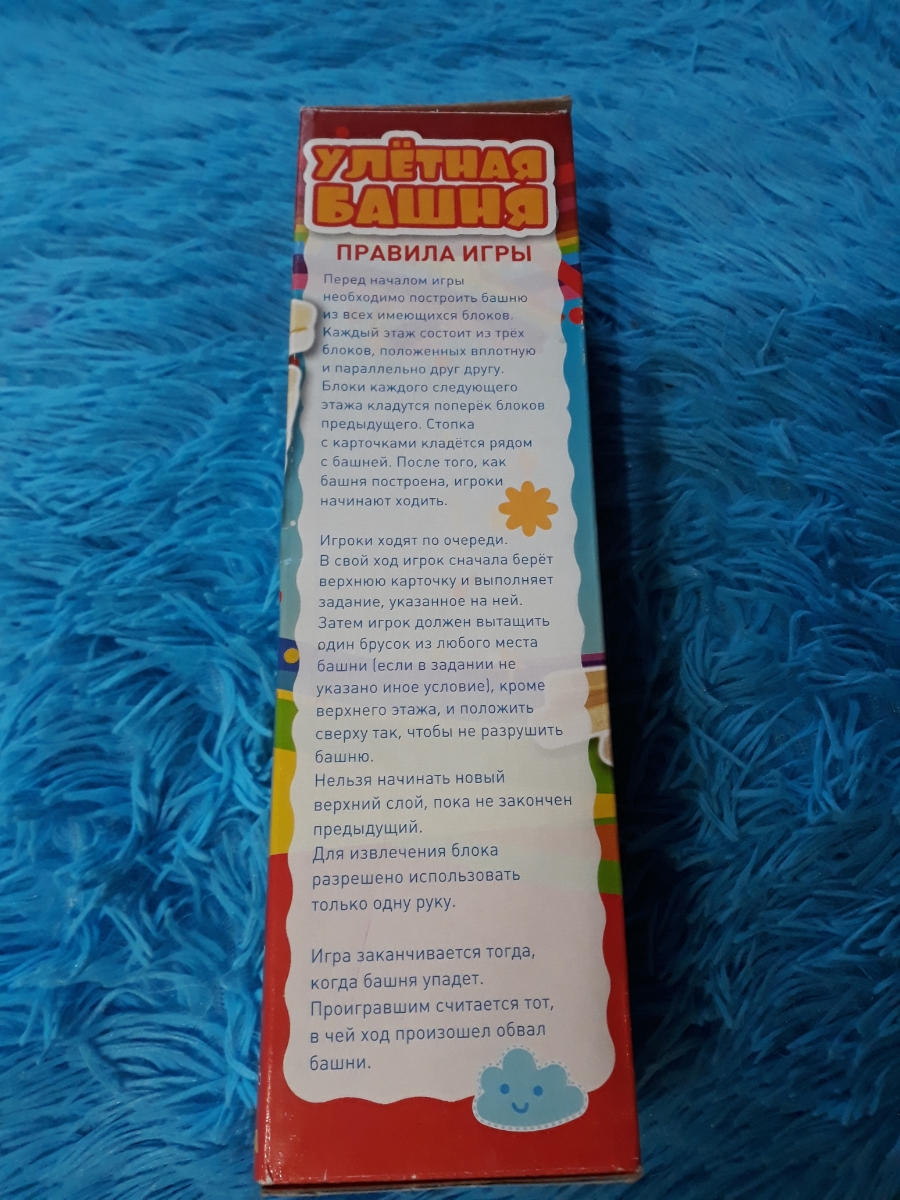 УЛЁТНАЯ
БАШНЯ
ПРАВИЛА ИГРЫ
Перед началом игры
необходимо построить башню
из всех имеющихся блоков.
Каждый этаж состоит из трёх
блоков, положенных вплотную
и параллельно друг другу.
Блоки каждого следующего
этажа кладутся поперёк блоков
предыдущего. Стопка
с карточками кладётся рядом
с башней. После того, как
башня построена, игроки
начинают ходить.
Игроки ходят по очереди.
В свой ход игрок сначала берёт
верхнюю карточку и выполняет
задание, указанное на ней.
Затем игрок должен вытащить
один брусок из любого места
башни (если в задании не
указано иное условие), кроме
верхнего этажа, и положить
сверху так, чтобы не разрушить
башню.
Нельзя начинать новый
верхний слой, пока не закончен
предыдущий.
Для извлечения блока
разрешено использовать
только одну руку.
Игра заканчивается тогда,
когда башня упадет.
Проигравшим считается тот,
в чей ход произошел обвал
башни.